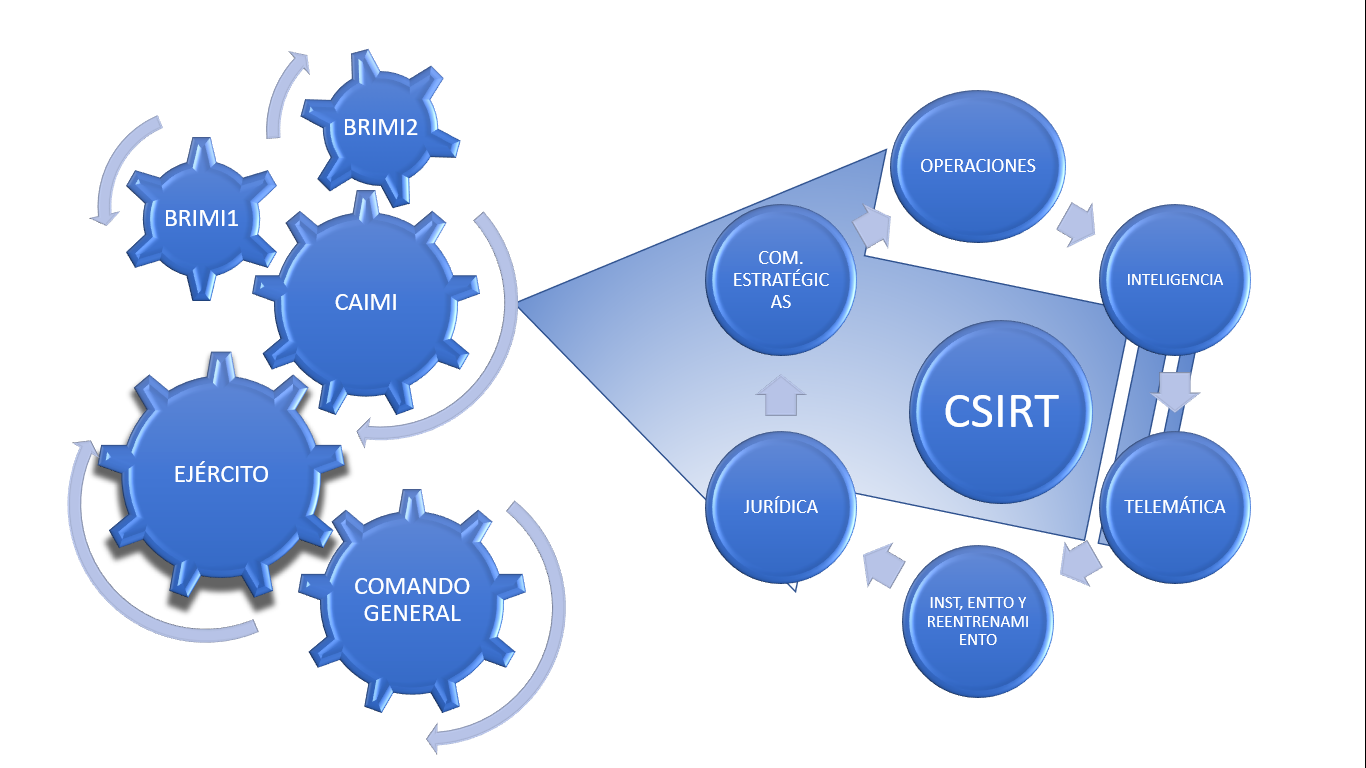 BRIMI2
BRIMI1
CAIMI
EJÉRCITO
COMANDO
GENERAL
OPERACIONES
INTELIGENCIA
TELEMÁTICA
INST, ENTTO Y
REENTRENAMI
ENTO
JURÍDICA
COM.
ESTRATÉGIC
AS
CSIRT